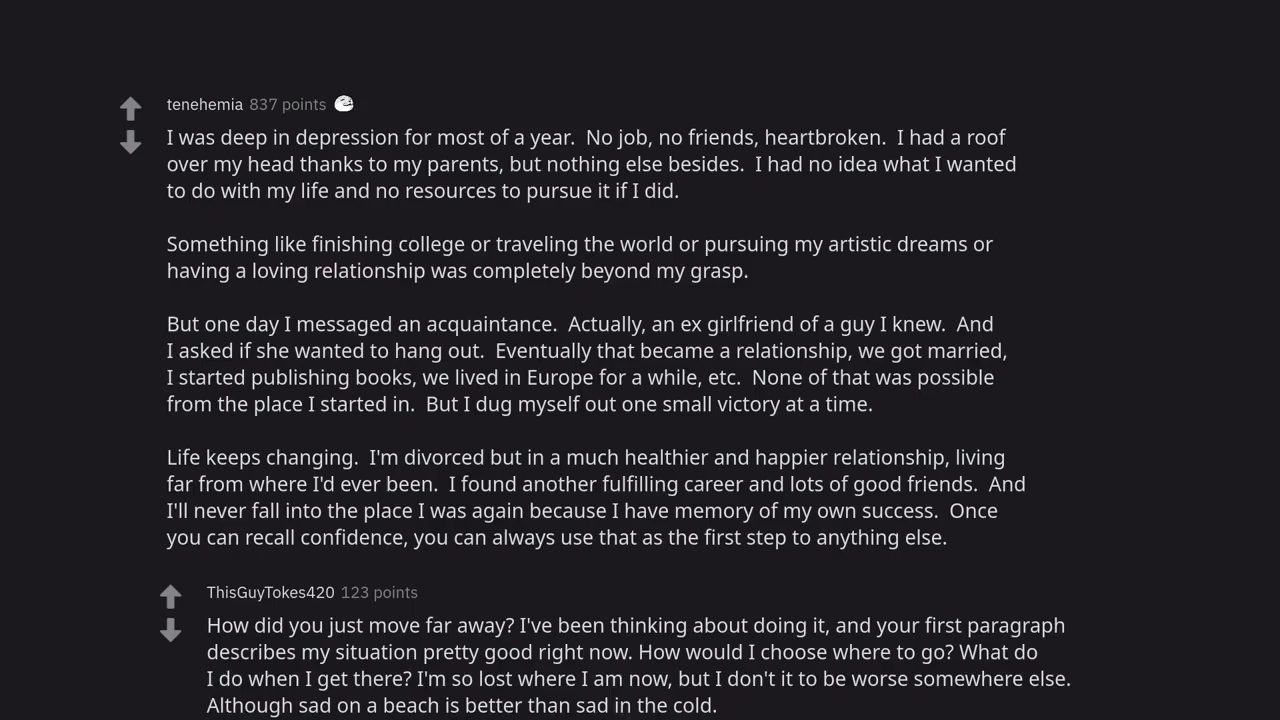 tenehemia 837 points
I was deep in depression for most of a year.  No job, no friends, heartbroken.  I had a roof
over my head thanks to my parents, but nothing else besides.  I had no idea what I wanted
to do with my life and no resources to pursue it if I did.
Something like finishing college or traveling the world or pursuing my artistic dreams or
having a loving relationship was completely beyond my grasp.
But one day I messaged an acquaintance.  Actually, an ex girlfriend of a guy I knew.  And
I asked if she wanted to hang out.  Eventually that became a relationship, we got married,
I started publishing books, we lived in Europe for a while, etc.  None of that was possible
from the place I started in.  But I dug myself out one small victory at a time.
Life keeps changing.  I'm divorced but in a much healthier and happier relationship, living
far from where I'd ever been.  I found another fulfilling career and lots of good friends.  And
I'll never fall into the place I was again because I have memory of my own success.  Once
you can recall confidence, you can always use that as the first step to anything else.
ThisGuyTokes420 123 points
How did you just move far away? I've been thinking about doing it, and your first paragraph
describes my situation pretty good right now. How would I choose where to go? What do
I do when I get there? I'm so lost where I am now, but I don't it to be worse somewhere else.
Although sad on a beach is better than sad in the cold.